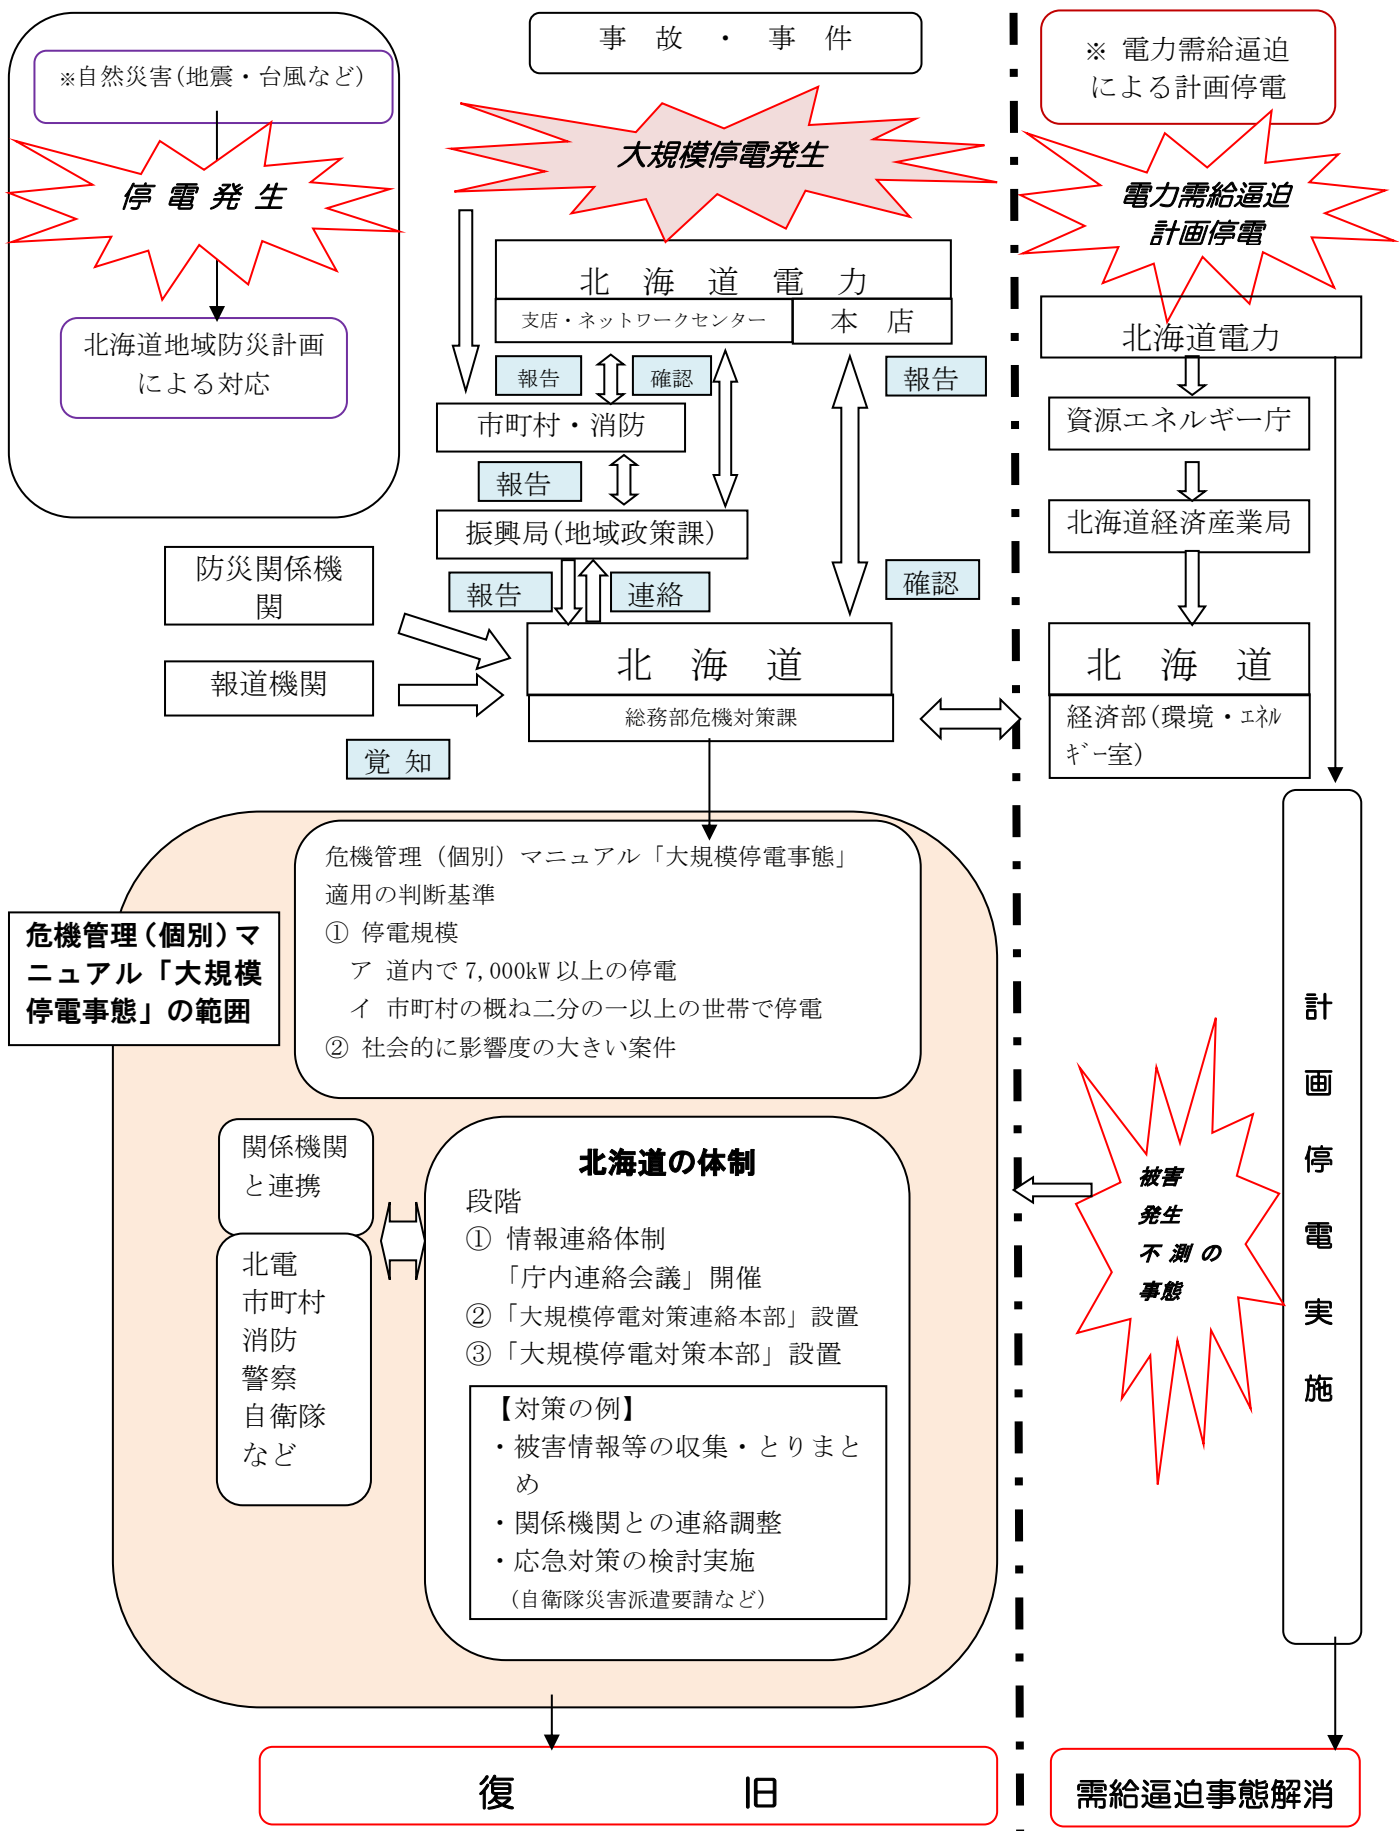 ※自然災害(地震・台風など)
停電発生
北海道地域防災計画
による対応
事故・事件
大規模停電発生
北海道電力
支店・ネットワークセンター
本店
報告
確認
報告
市町村・消防
報告
振興局(地域政策課)
報告
連絡
確認
防災関係機
関
報道機関
覚知
北海道
総務部危機対策課
※ 電力需給逼迫
による計画停電
電力需給逼迫
計画停電
北海道電力
資源エネルギー庁
北海道経済産業局
北海道
経済部(環境・ｴﾈﾙ
ｷﾞｰ室)
危機管理（個別）マ
ニュアル「大規模
停電事態」の範囲
危機管理（個別）マニュアル「大規模停電事態」
適用の判断基準
① 停電規模
ア 道内で 7,000kW 以上の停電
イ 市町村の概ね二分の一以上の世帯で停電
② 社会的に影響度の大きい案件
関係機関
と連携
北電
市町村
消防
警察
自衛隊
など
北海道の体制
段階
① 情報連絡体制
「庁内連絡会議」開催
②「大規模停電対策連絡本部」設置
③「大規模停電対策本部」設置
【対策の例】
・被害情報等の収集・とりまと
め
・関係機関との連絡調整
・応急対策の検討実施
（自衛隊災害派遣要請など）
被害
発生
不測の
事態
計画停電実施
復旧
需給逼迫事態解消